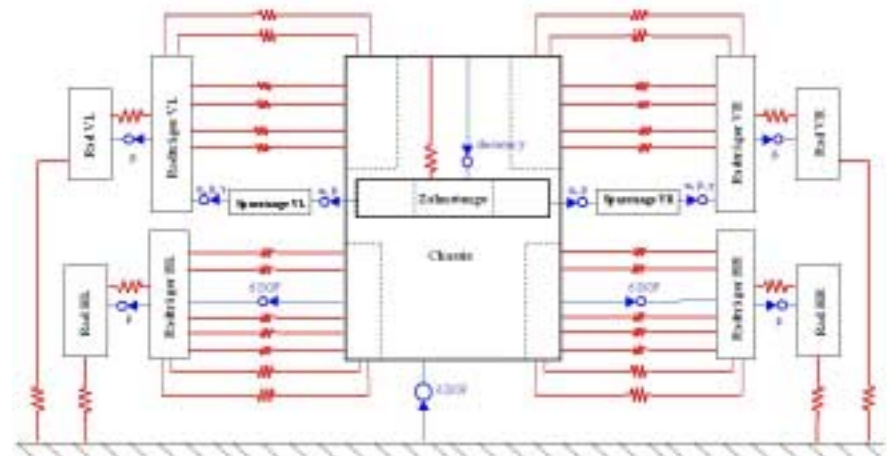 Rad VL
Radträger VL
Radträger VR
Rad VR
Spurstange VL
Zahnstange
Spurstange VR
Chassis
Rad HL
Radträger HL
6 DOF
6 DOF
Radträger HR
Rad HR
6 DOF